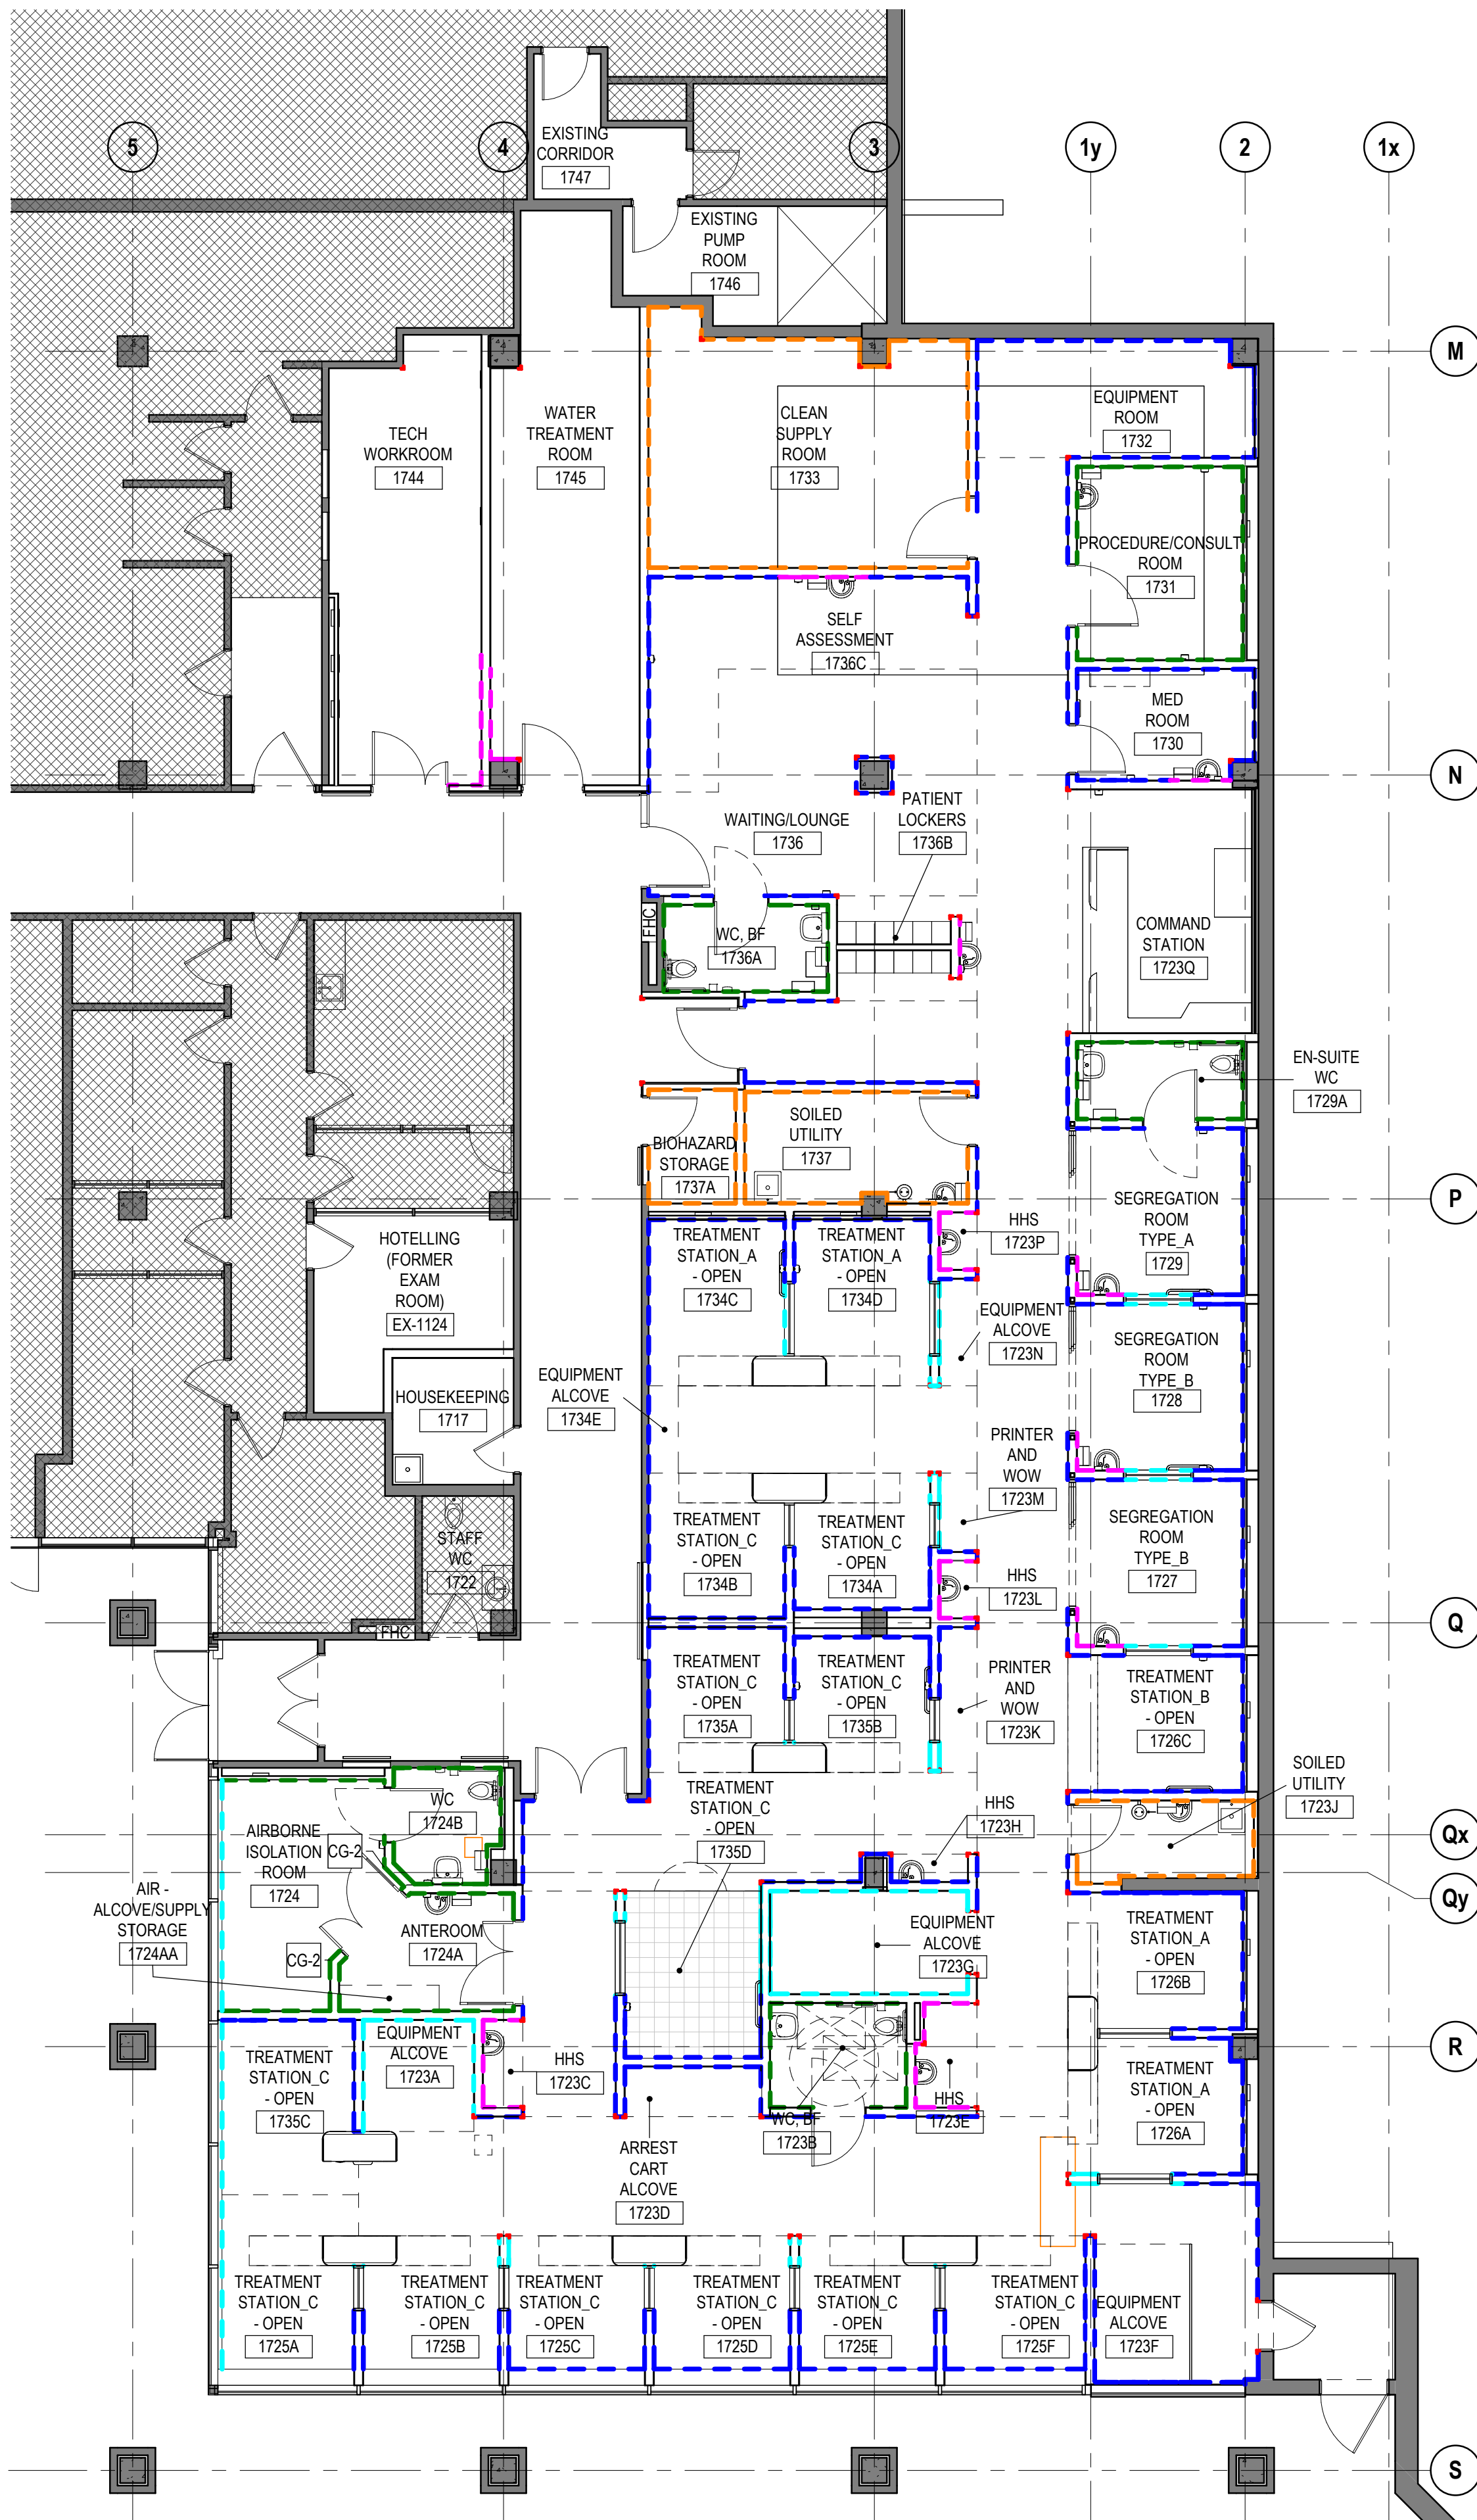 5
4
3
1y
2
1x
EXISTING
CORRIDOR
1747
EXISTING
PUMP
ROOM
1746
M
TECH
WORKROOM
1744
WATER
TREATMENT
ROOM
1745
CLEAN
SUPPLY
ROOM
1733
EQUIPMENT
ROOM
1732
PROCEDURE/CONSULT
ROOM
1731
SELF
ASSESSMENT
1736C
MED
ROOM
1730
N
WAITING/LOUNGE
1736
PATIENT
LOCKERS
1736B
FHC
WC, BF
1736A
COMMAND
STATION
1723Q
EN-SUITE
WC
1729A
BIOHAZARD
STORAGE
1737A
SOILED
UTILITY
1737
P
SEGREGATION
ROOM
TYPE_A
1729
HOTELLING
(FORMER
EXAM
ROOM)
EX-1124
TREATMENT
STATION_A
- OPEN
1734C
TREATMENT
STATION_A
- OPEN
1734D
HHS
1723P
EQUIPMENT
ALCOVE
1723N
SEGREGATION
ROOM
TYPE_B
1728
HOUSEKEEPING
1717
EQUIPMENT
ALCOVE
1734E
PRINTER
AND
WOW
1723M
STAFF
WC
1722
TREATMENT
STATION_C
- OPEN
1734B
TREATMENT
STATION_C
- OPEN
1734A
SEGREGATION
ROOM
TYPE_B
1727
HHS
1723L
FHC
Q
TREATMENT
STATION_C
- OPEN
1735A
TREATMENT
STATION_C
- OPEN
1735B
PRINTER
AND
WOW
1723K
TREATMENT
STATION_B
- OPEN
1726C
SOILED
UTILITY
1723J
WC
1724B
TREATMENT
STATION_C
- OPEN
1735D
HHS
1723H
AIRBORNE
ISOLATION
ROOM
1724
CG-2
Qx
Qy
AIR -
ALCOVE/SUPPLY
STORAGE
1724AA
ANTEROOM
1724A
CG-2
EQUIPMENT
ALCOVE
1723G
TREATMENT
STATION_A
- OPEN
1726B
R
TREATMENT
STATION_C
- OPEN
1735C
EQUIPMENT
ALCOVE
1723A
HHS
1723C
TREATMENT
STATION_A
- OPEN
1726A
HHS
1723E
WC, BF
1723B
ARREST
CART
ALCOVE
1723D
TREATMENT
STATION_C
- OPEN
1725A
TREATMENT
STATION_C
- OPEN
1725B
TREATMENT
STATION_C
- OPEN
1725C
TREATMENT
STATION_C
- OPEN
1725D
TREATMENT
STATION_C
- OPEN
1725E
TREATMENT
STATION_C
- OPEN
1725F
EQUIPMENT
ALCOVE
1723F
S